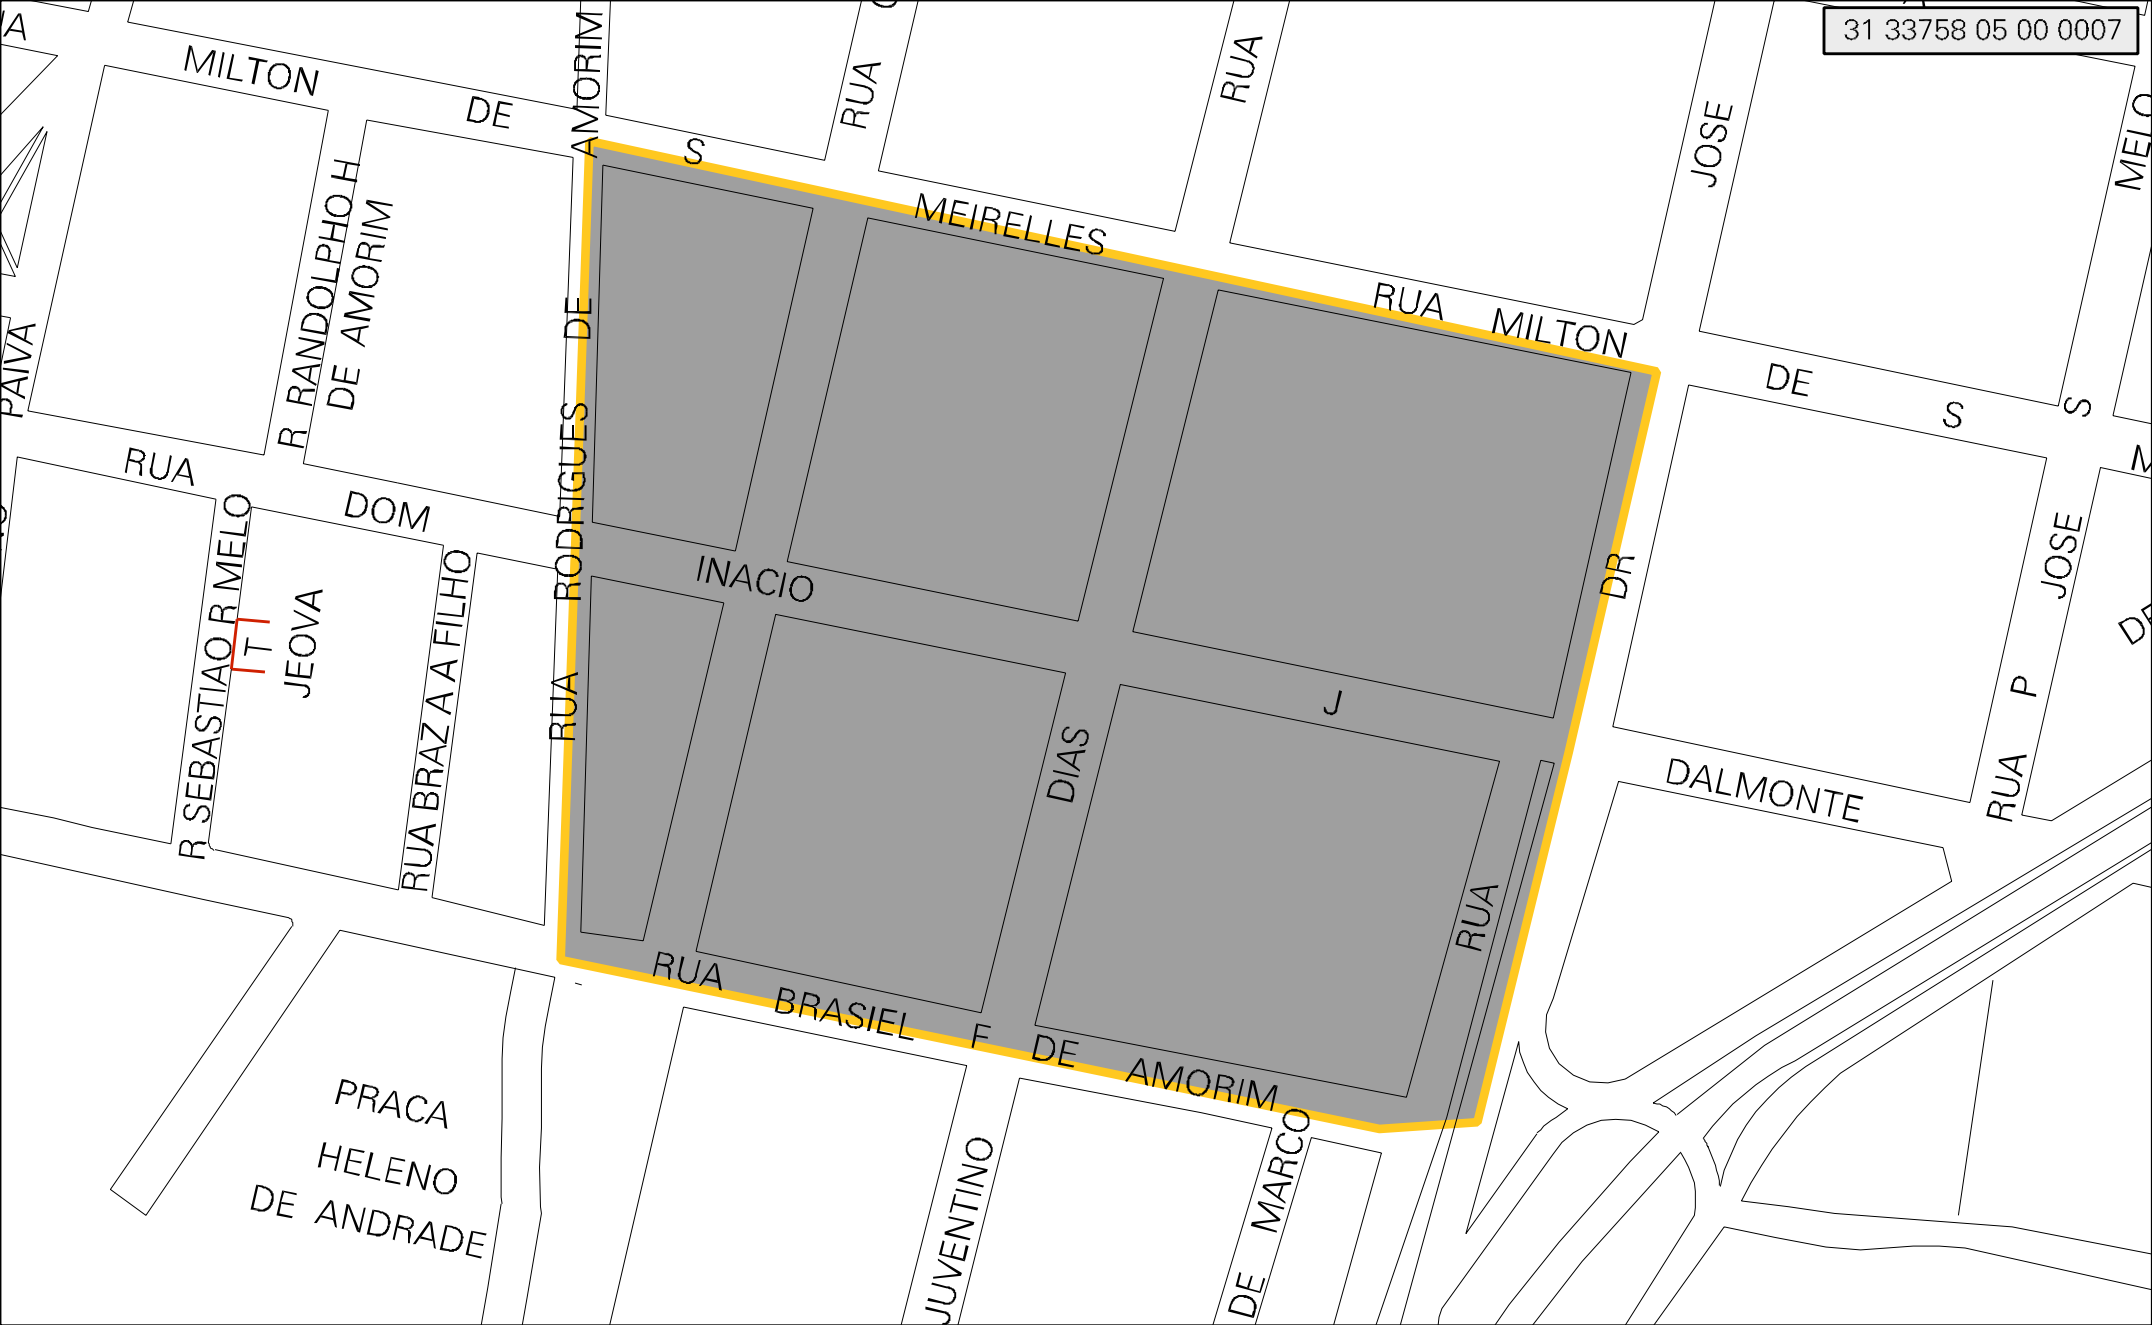 31 33758 05 00 0007
MILTON
DE
S
MEIRELLES
RUA
MILTON
DE
S
AMORIM
RUA
RUA
JOSE
MELO
S
R RANDOLPHO H
DE AMORIM
PAIVA
DE
RODRIGUES
RUA
RUA
DOM
INACIO
J
DALMONTE
DR
JOSE
P
RUA
R SEBASTIAO R MELO
T
JEOVA
RUA BRAZ A A FILHO
DIAS
RUA
RUA
BRASIEL
F
DE
AMORIM
PRACA
HELENO
DE ANDRADE
JUVENTINO
DE MARCO